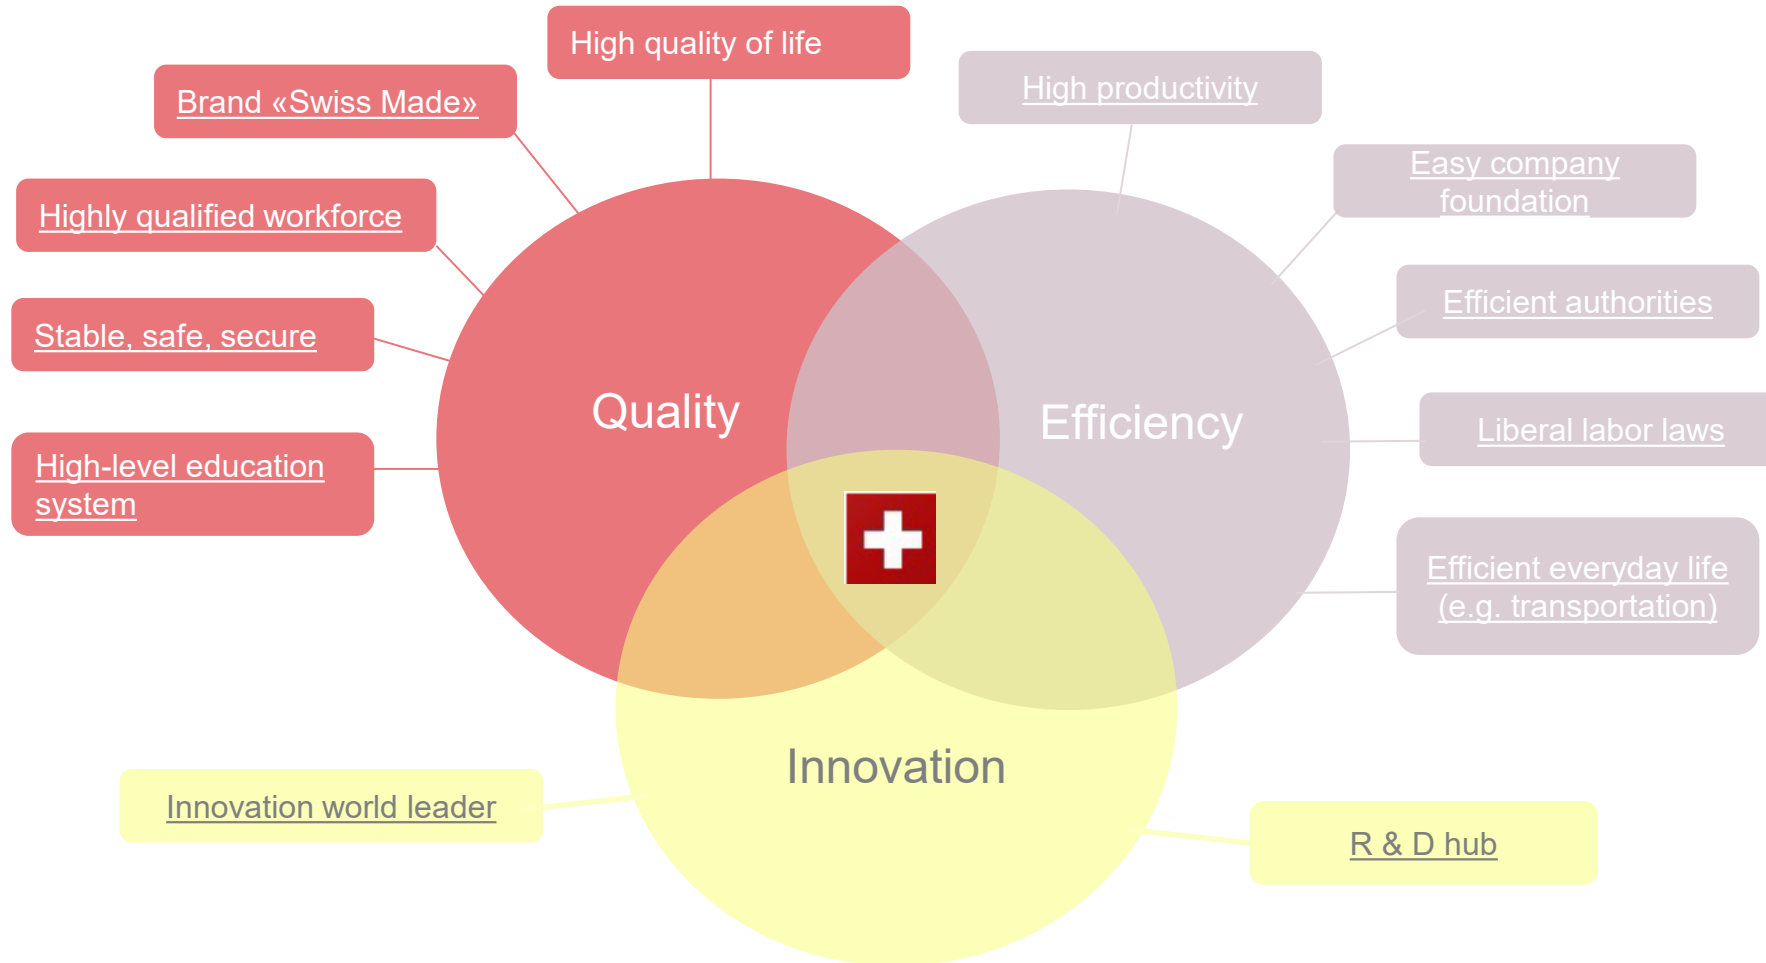 High quality of life
Brand «Swiss Made»
High productivity
Easy company
foundation
Highly qualified workforce
Efficient authorities
Stable, safe, secure
Quality
Efficiency
Liberal labor laws
High-level education
system
Efficient everyday life
(e.g. transportation)
Innovation
Innovation world leader
R & D hub